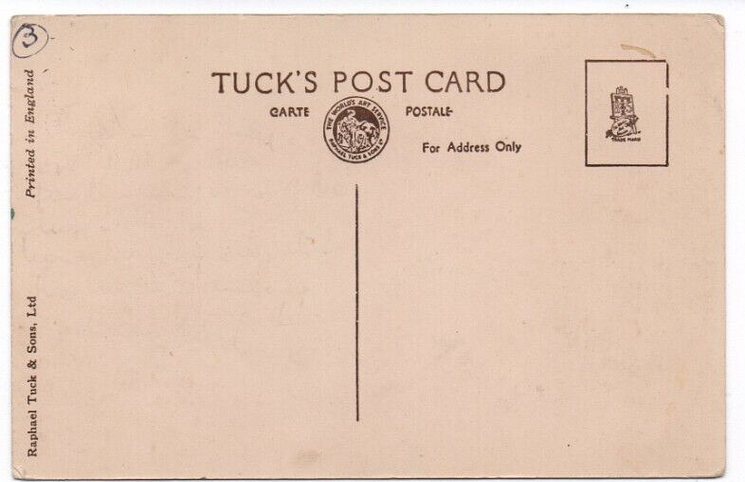 3
TUCK'S POST CARD
CARTE POSTALE
THE WORLD'S ART SERVICE
RAPHAEL TUCK & SONS LTD
For Address Only
TRADE MARK
Printed in England
Raphael Tuck & Sons, Ltd